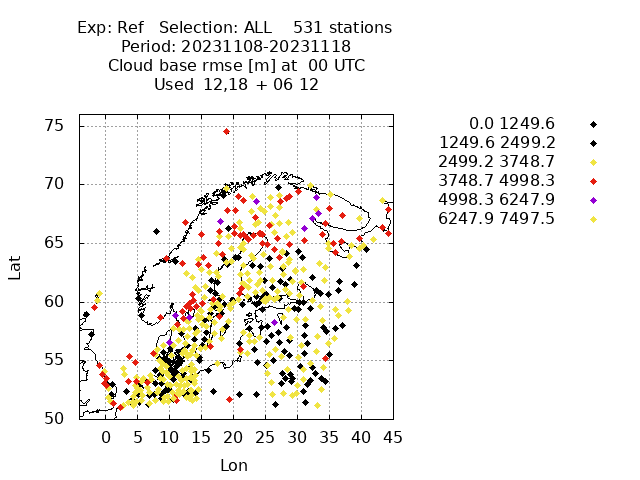 Exp: Ref   Selection: ALL    531 stations
Period: 20231108-20231118
Cloud base rmse [m] at  00 UTC
Used  12,18 + 06 12
0.0 1249.6
1249.6 2499.2
2499.2 3748.7
3748.7 4998.3
4998.3 6247.9
6247.9 7497.5
75
70
65
60
55
50
Lat
0 5 10 15 20 25 30 35 40 45
Lon